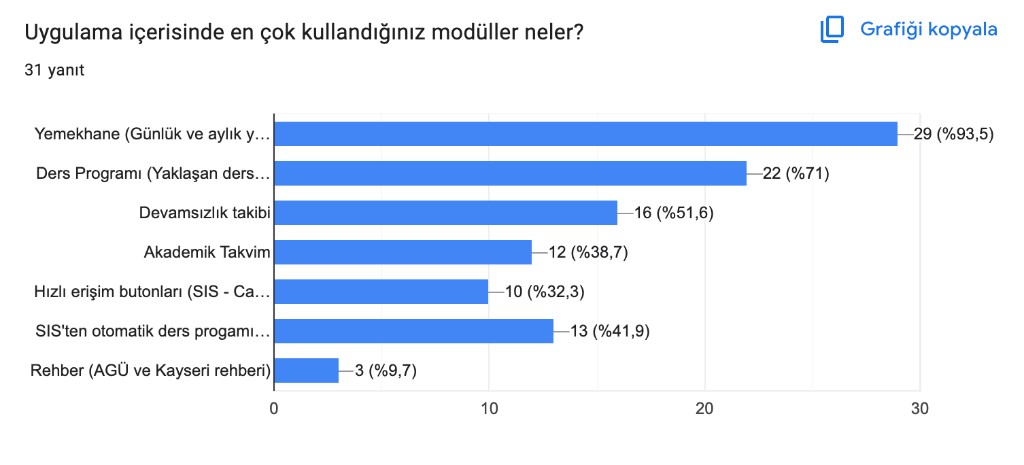 Uygulama içerisinde en çok kullandığınız modüller neler?
Grafiği kopyala
31 yanıt
Yemekhane (Günlük ve aylık y… 29 (%93,5)
Ders Programı (Yaklaşan ders… 22 (%71)
Devamsızlık takibi 16 (%51,6)
Akademik Takvim 12 (%38,7)
Hızlı erişim butonları (SIS - Ca… 10 (%32,3)
SIS'ten otomatik ders progamı… 13 (%41,9)
Rehber (AGÜ ve Kayseri rehberi) 3 (%9,7)
0 10 20 30